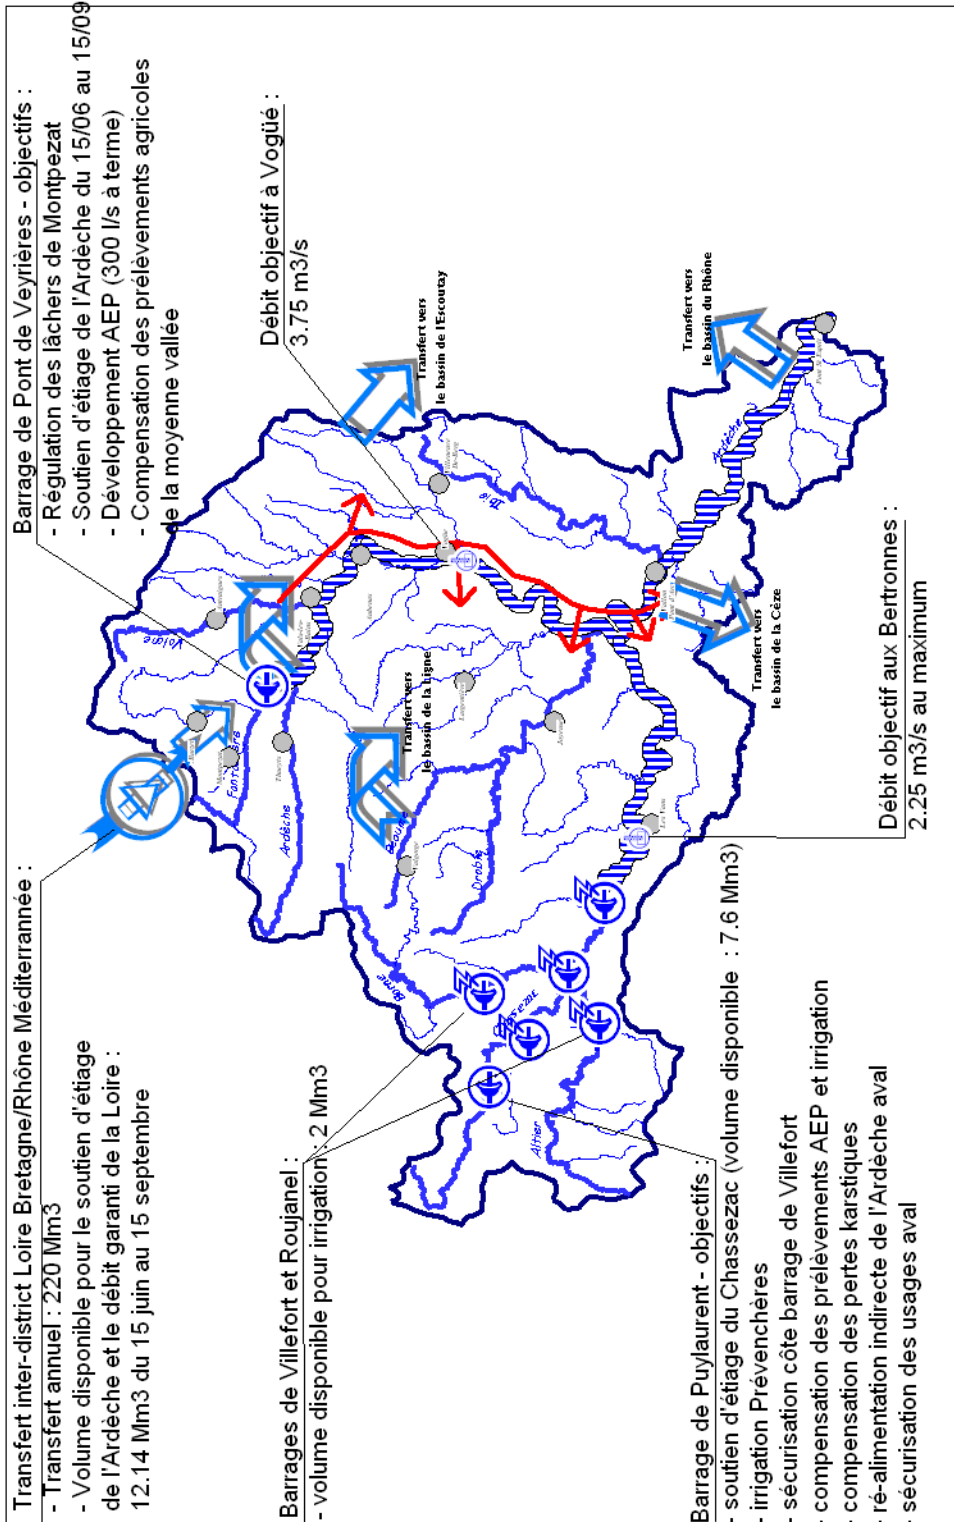 Transfert inter-district Loire Bretagne/Rhône Méditerrannée :
- Transfert annuel : 220 Mm3
- Volume disponible pour le soutien d'étiage
de l'Ardèche et le débit garanti de la Loire :
12.14 Mm3 du 15 juin au 15 septembre
Barrage de Pont de Veyrières - objectifs :
- Régulation des lâchers de Montpezat
- Soutien d'étiage de l'Ardèche du 15/06 au 15/09
- Développement AEP (300 l/s à terme)
- Compensation des prélèvements agricoles
de la moyenne vallée
Débit objectif à Vogüé :
3.75 m3/s
Barrages de Villefort et Roujanel :
- volume disponible pour irrigation : 2 Mm3
Barrage de Puylaurent - objectifs :
- soutien d'étiage du Chassezac (volume disponible : 7.6 Mm3)
- irrigation Prévenchères
- sécurisation côte barrage de Villefort
- compensation des prélèvements AEP et irrigation
- compensation des pertes karstiques
- ré-alimentation indirecte de l'Ardèche aval
- sécurisation des usages aval
Débit objectif aux Bertronnes :
2.25 m3/s au maximum
Transfert vers
le bassin de l'Escoutay
Transfert vers
le bassin du Rhône
Transfert vers
le bassin de la Cèze
Transfert vers
le bassin de la Ligne
Volane
Ardèche
Drobie
Borne
Altier
Ibie
Ardèche
Thueyts
Aubenas
Largentière
Joyeuse
Les Vans